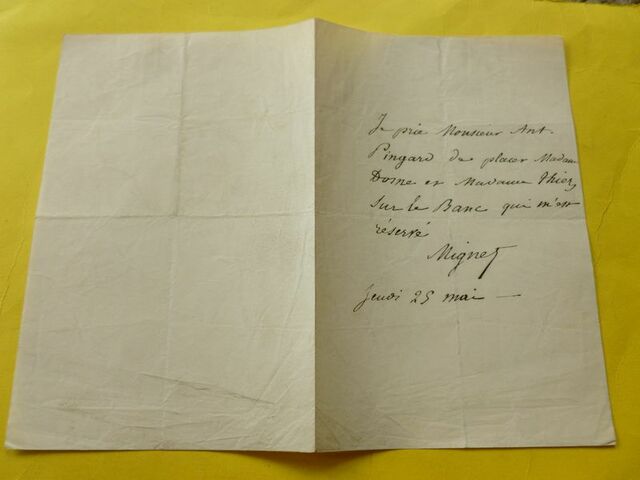 Je prie Monsieur Ant.
Pingard de placer Madame
Dosne et Madame Thiers
sur le Banc qui m'est
réservé
Mignet
Jeudi 25 mai —